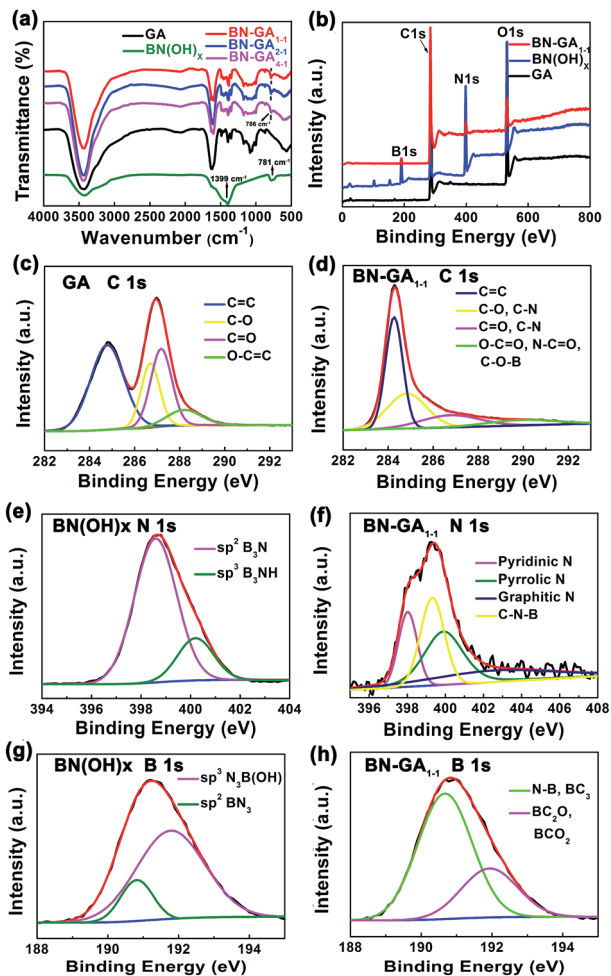 (a)
GA
BN(OH)x
BN-GA1-1
BN-GA2-1
BN-GA4-1
786 cm-1
1399 cm-1
781 cm-1
Transmittance (%)
4000 3500 3000 2500 2000 1500 1000 500
Wavenumber (cm-1)
(b)
C1s
O1s
N1s
B1s
BN-GA1-1
BN(OH)x
GA
Intensity (a.u.)
0 200 400 600 800
Binding Energy (eV)
(c)
GA C 1s
C=C
C-O
C=O
O-C=C
Intensity (a.u.)
282 284 286 288 290 292
Binding Energy (eV)
(d)
BN-GA1-1 C 1s
C=C
C-O, C-N
C=O, C-N
O-C=O, N-C=O,
C-O-B
Intensity (a.u.)
282 284 286 288 290 292
Binding Energy (eV)
(e)
BN(OH)x N 1s
sp2 B3N
sp3 B3NH
Intensity (a.u.)
394 396 398 400 402 404
Binding Energy (eV)
(f)
BN-GA1-1 N 1s
Pyridinic N
Pyrrolic N
Graphitic N
C-N-B
Intensity (a.u.)
396 398 400 402 404 406 408
Binding Energy (eV)
(g)
BN(OH)x B 1s
sp3 N3B(OH)
sp2 BN3
Intensity (a.u.)
188 190 192 194
Binding Energy (eV)
(h)
BN-GA1-1 B 1s
N-B, BC3
BC2O,
BCO2
Intensity (a.u.)
188 190 192 194
Binding Energy (eV)